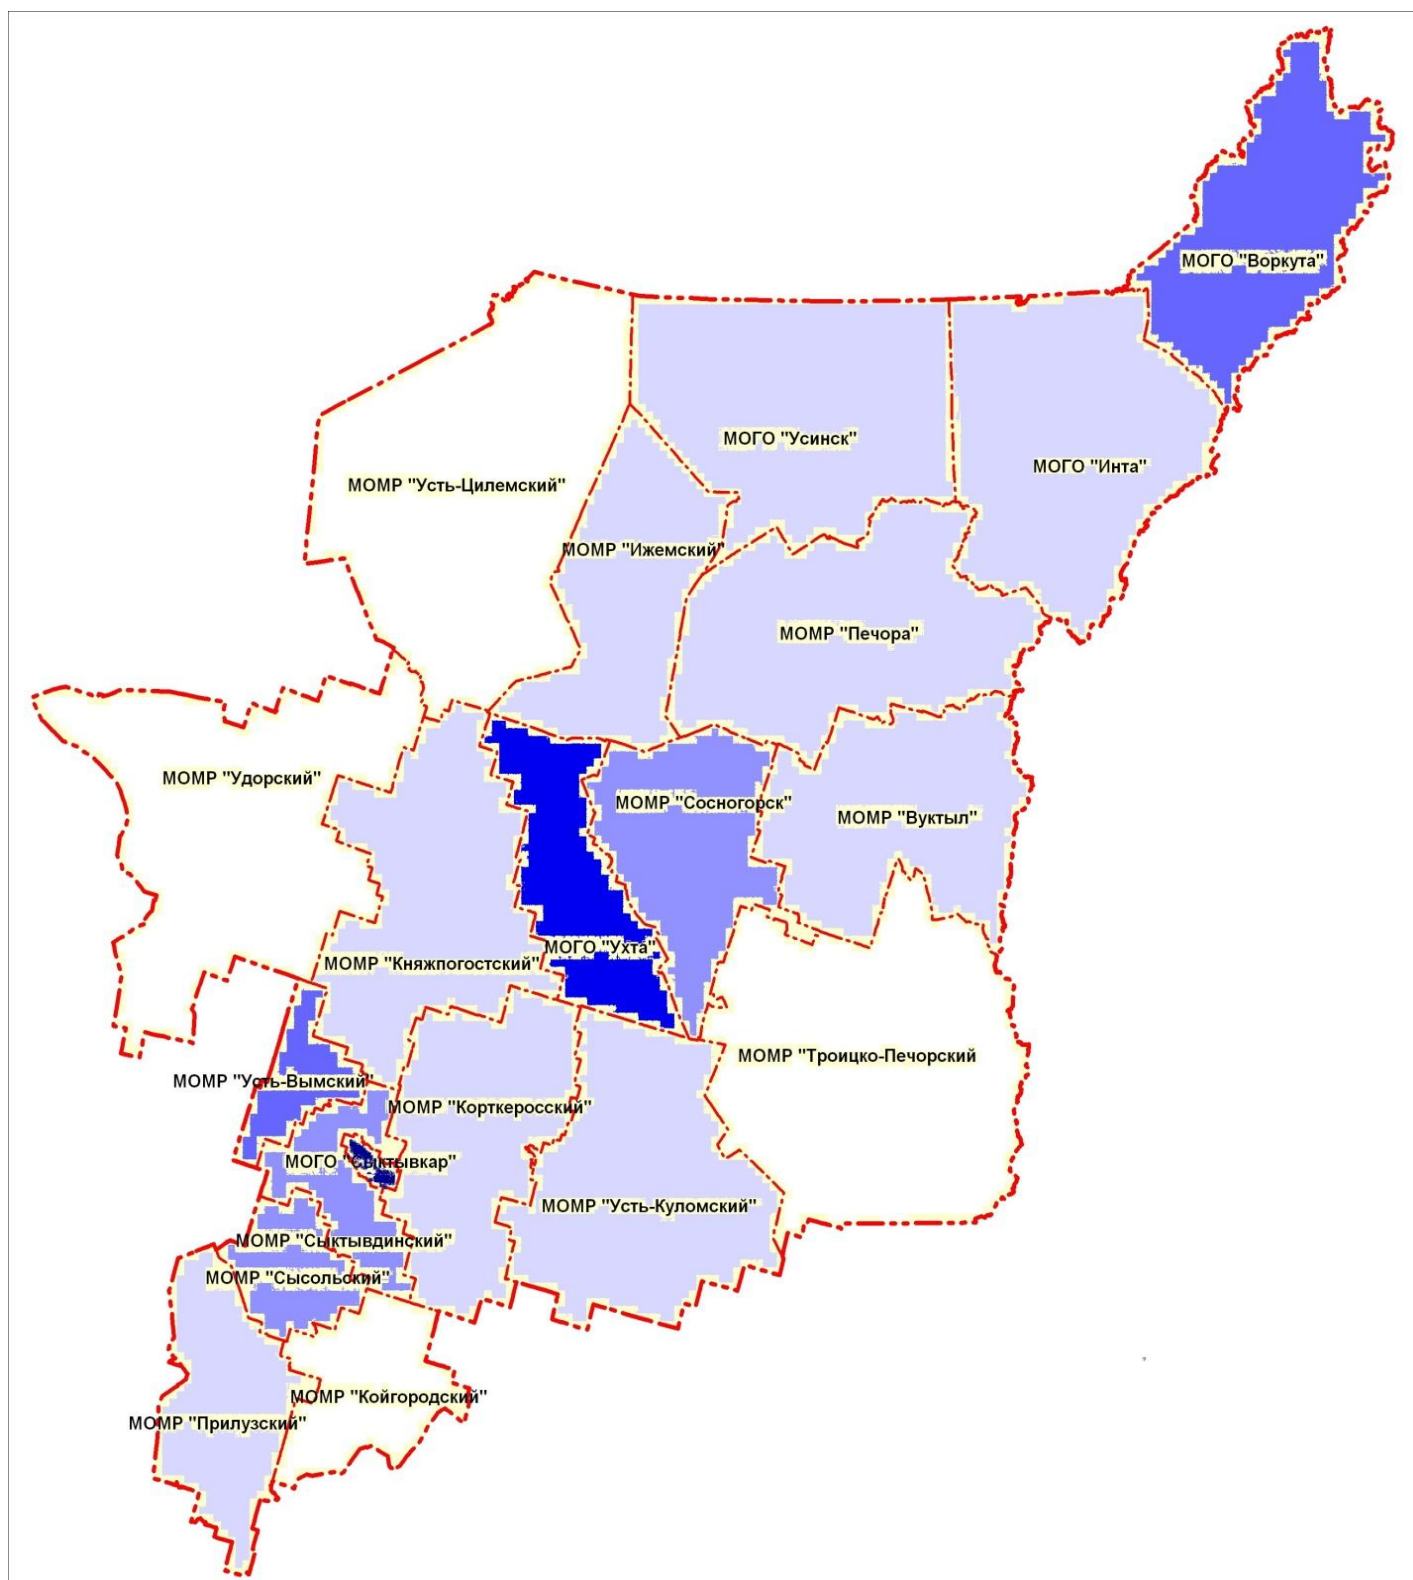 МОГО "Воркута"
МОГО "Усинск"
МОГО "Инта"
МОМР "Усть-Цилемский"
МОМР "Ижемский"
МОМР "Печора"
МОМР "Удорский"
МОМР "Сосногорск"
МОМР "Вуктыл"
МОГО "Ухта"
МОМР "Княжпогостский"
МОМР "Троицко-Печорский
МОМР "Усть-Вымский"
МОМР "Корткеросский"
МОГО "Сыктывкар"
МОМР "Усть-Куломский"
МОМР "Сыктывдинский"
МОМР "Сысольский"
МОМР "Койгородский"
МОМР "Прилузский"